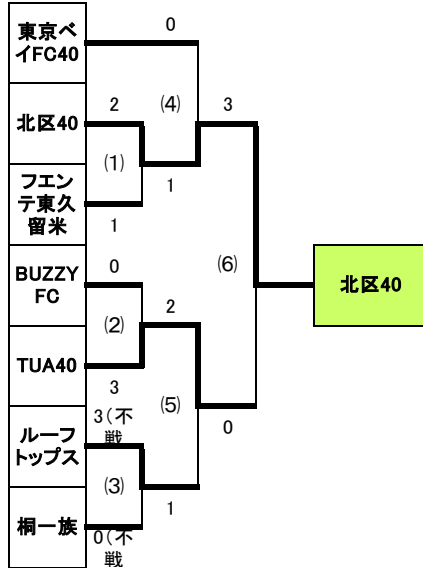 東京ベ
イFC40
0
北区40
2
(4)
3
(1)
フエン
テ東久
留米
1
1
(6)
BUZZY
FC
0
北区40
(2)
2
TUA40
3
(5)
0
ルーフ
トップス
3(不
戦
(3)
1
桐一族
0(不
戦